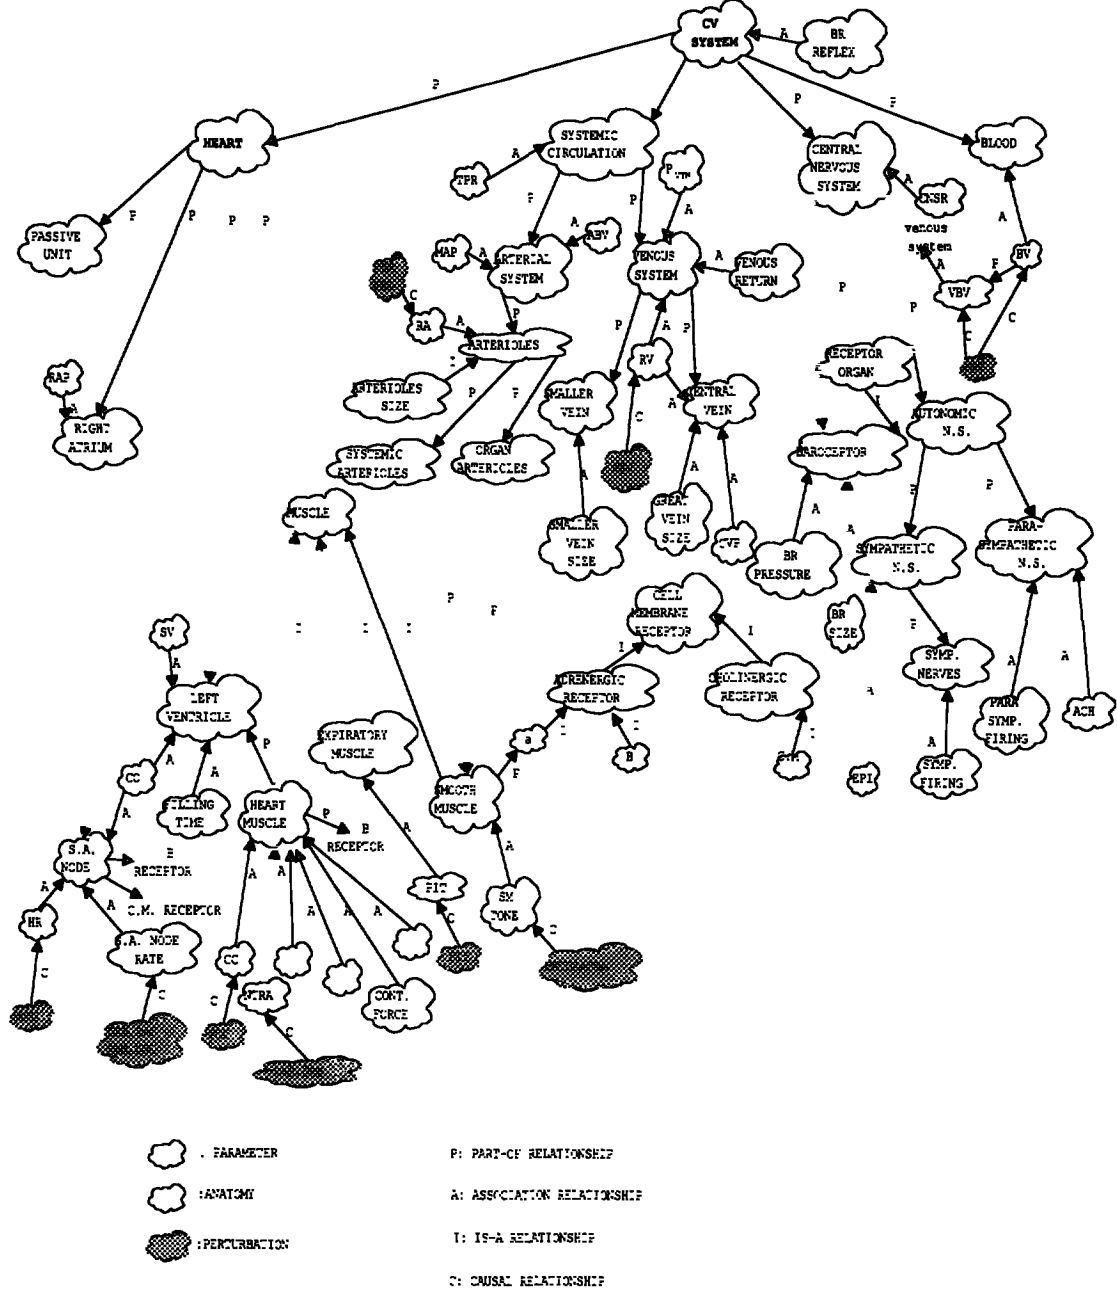 CV
SYSTEM
A
BR
REFLEX
P
P
P
HEART
SYSTEMIC
CIRCULATION
CENTRAL
NERVOUS
SYSTEM
BLOOD
A
TPR
A
CNSR
venous
system
PASSIVE
UNIT
P
P
P
P
P
P
A
A
A
MAP
A
ARTERIAL
SYSTEM
VENOUS
SYSTEM
A
VENOUS
RETURN
BV
A
VBV
C
C
P
P
C
RA
A
P
ARTERIOLES
P
A
P
RV
RECEPTOR
ORGAN
I
RAP
A
RIGHT
ATRIUM
ARTERIOLES
SIZE
P
SMALLER
VEIN
A
CENTRAL
VEIN
AUTONOMIC
N.S.
SYSTEMIC
ARTERIOLES
ORGAN
ARTERIOLES
C
BAROCEPTOR
A
A
A
P
P
MUSCLE
SMALLER
VEIN
SIZE
GREAT
VEIN
SIZE
CVP
A
A
BR
PRESSURE
SYMPATHETIC
N.S.
PARA-
SYMPATHETIC
N.S.
P
P
CELL
MEMBRANE
RECEPTOR
BR
SIZE
P
SV
A
I
I
SYMP.
NERVES
A
A
LEFT
VENTRICLE
ADRENERGIC
RECEPTOR
CHOLINERGIC
RECEPTOR
PARA
SYMP.
FIRING
ACH
P
EXPIRATORY
MUSCLE
a
B
A
SYMP.
FIRING
EPI
CC
A
A
FILLING
TIME
HEART
MUSCLE
P
SMOOTH
MUSCLE
A
B
RECEPTOR
A
A
S.A.
NODE
B
RECEPTOR
A
C.M. RECEPTOR
A
A
PIT
SM
TONE
HR
A
A
A
A
C
C
S.A. NODE
RATE
CC
C
C
C
CONT.
FORCE
C
: PARAMETER
:ANATOMY
:PERTURBATION
P: PART-OF RELATIONSHIP
A: ASSOCIATION RELATIONSHIP
I: IS-A RELATIONSHIP
C: CAUSAL RELATIONSHIP